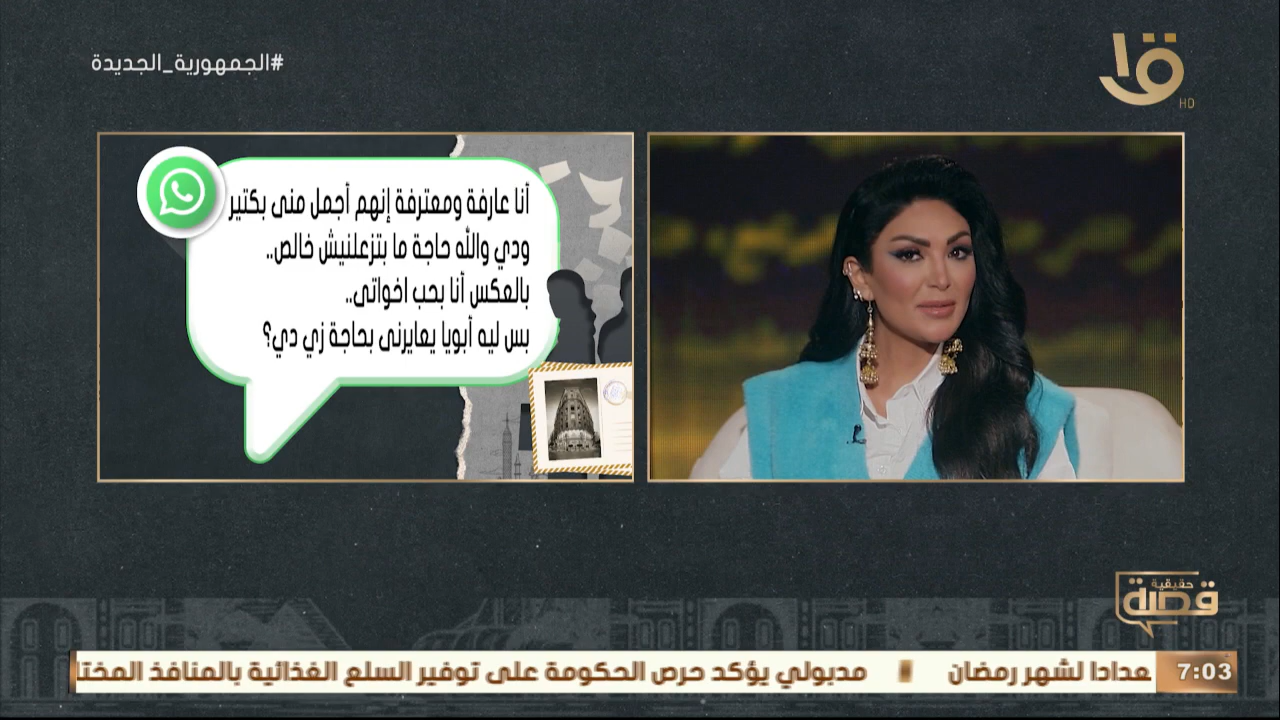 #الجمهورية_الجديدة
HD
أنا عارفة ومعترفة إنهم أجمل منى بكتير
ودي والله حاجة ما بتزعلنيش خالص..
بالعكس أنا بحب اخواتى..
بس ليه أبويا يعايرنى بحاجة زي دي؟
قصة
حقيقية
7:03
عدادا لشهر رمضان ▪ مدبولي يؤكد حرص الحكومة على توفير السلع الغذائية بالمنافذ المختا